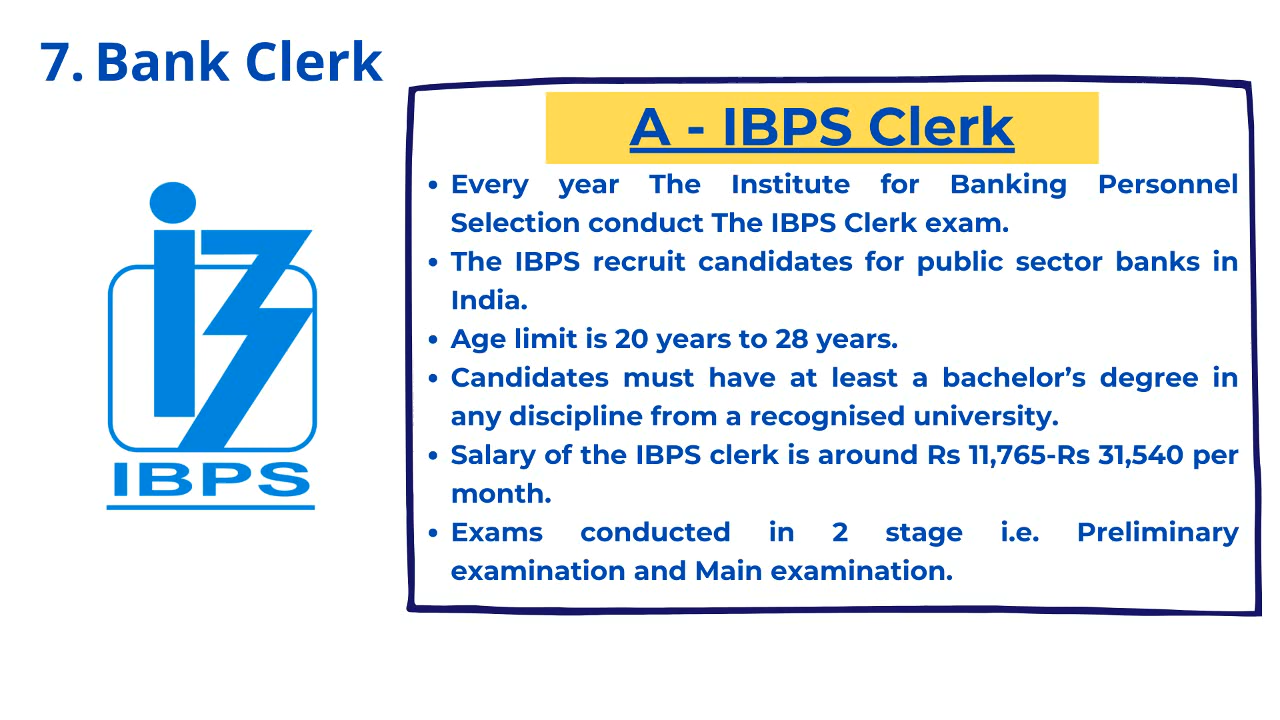 7. Bank Clerk
A - IBPS Clerk
• Every year The Institute for Banking Personnel
Selection conduct The IBPS Clerk exam.
• The IBPS recruit candidates for public sector banks in
India.
• Age limit is 20 years to 28 years.
• Candidates must have at least a bachelor’s degree in
any discipline from a recognised university.
• Salary of the IBPS clerk is around Rs 11,765-Rs 31,540 per
month.
• Exams conducted in 2 stage i.e. Preliminary
examination and Main examination.
IBPS